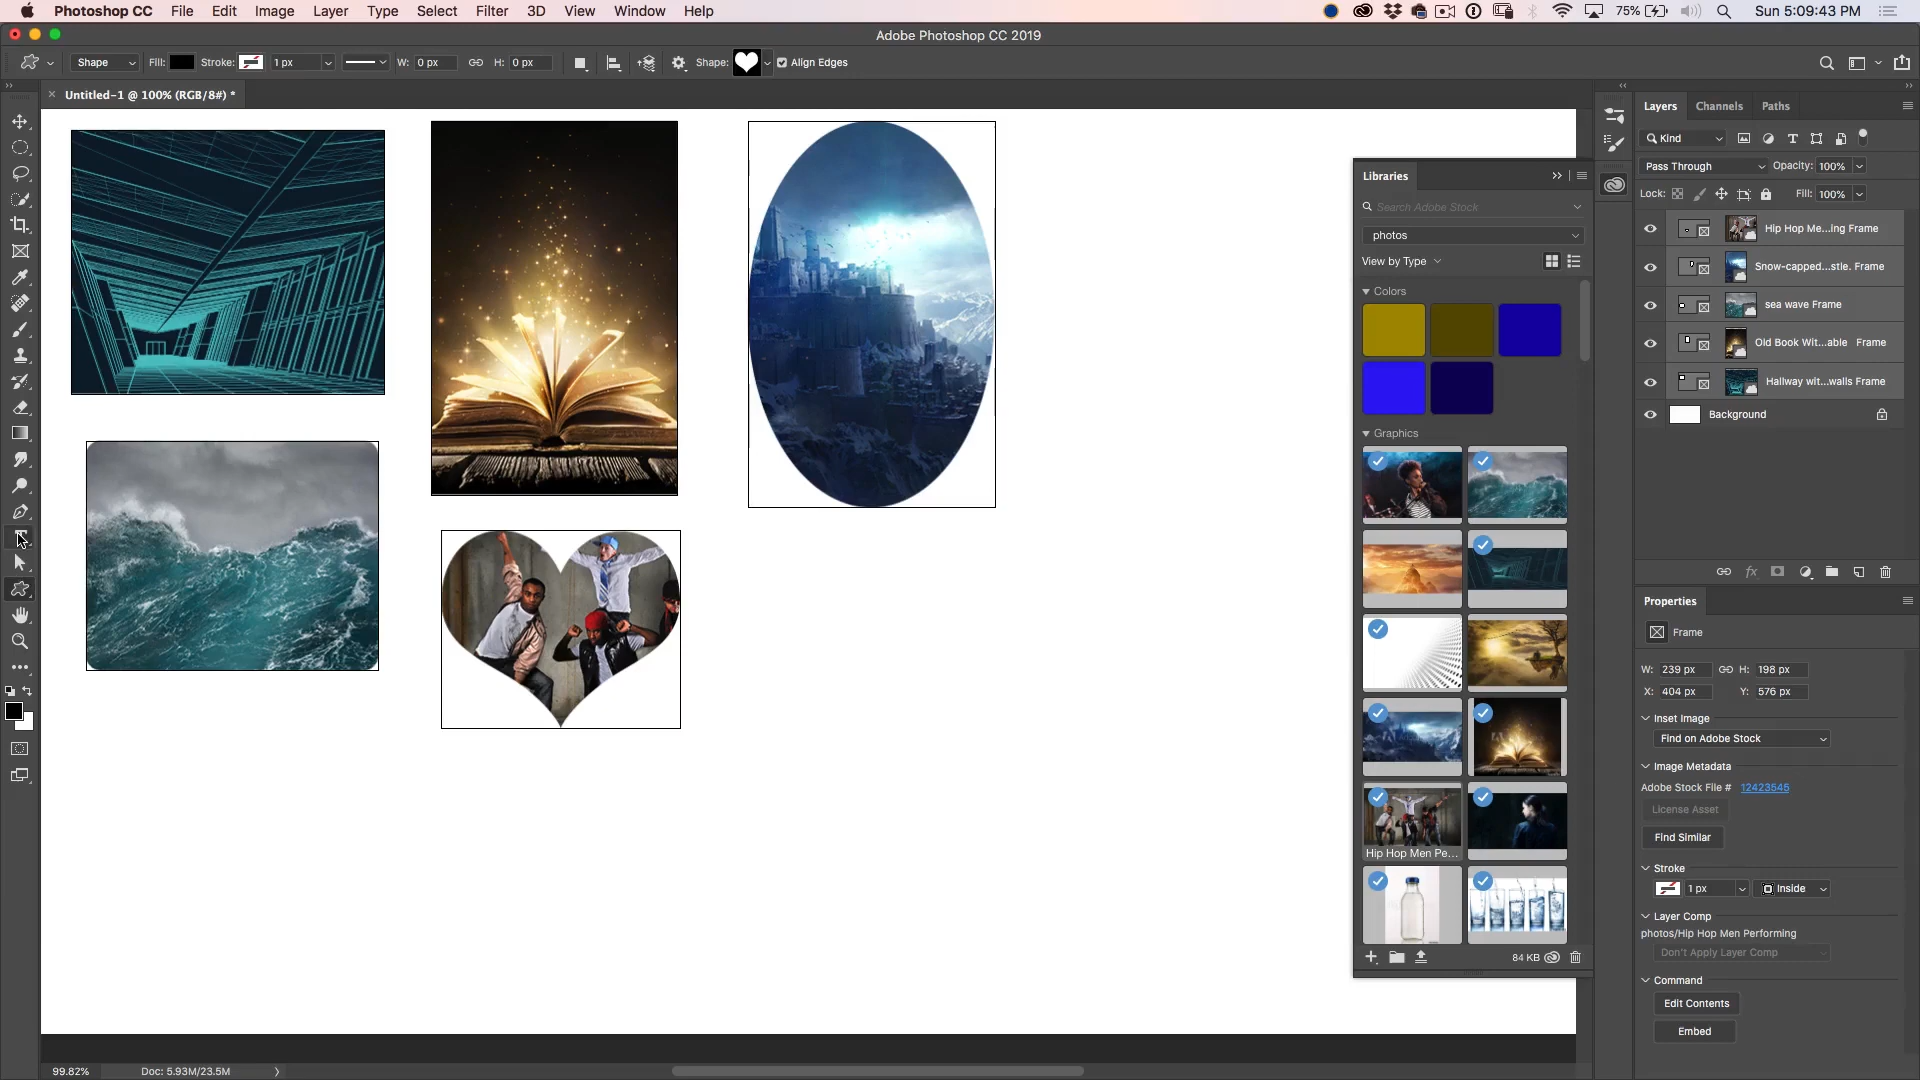 Photoshop CC File Edit Image Layer Type Select Filter 3D View Window Help 75% Sun 5:09:43 PM
Adobe Photoshop CC 2019
Shape Fill: Stroke: 1 px W: 0 px H: 0 px Shape: Align Edges
Untitled-1 @ 100% (RGB/8#) *
Libraries
Search Adobe Stock
photos
View by Type
Colors
Graphics
Hip Hop Men Pe...
84 KB
Layers Channels Paths
Kind
Pass Through Opacity: 100%
Lock: Fill: 100%
Hip Hop Me...ing Frame
Snow-capped...stle. Frame
sea wave Frame
Old Book Wit...able Frame
Hallway wit...walls Frame
Background
fx
Properties
Frame
W: 239 px H: 198 px
X: 404 px Y: 576 px
Inset Image
Find on Adobe Stock
Image Metadata
Adobe Stock File # 12423545
License Asset
Find Similar
Stroke
1 px Inside
Layer Comp
photos/Hip Hop Men Performing
Don't Apply Layer Comp
Command
Edit Contents
Embed
99.82% Doc: 5.93M/23.5M